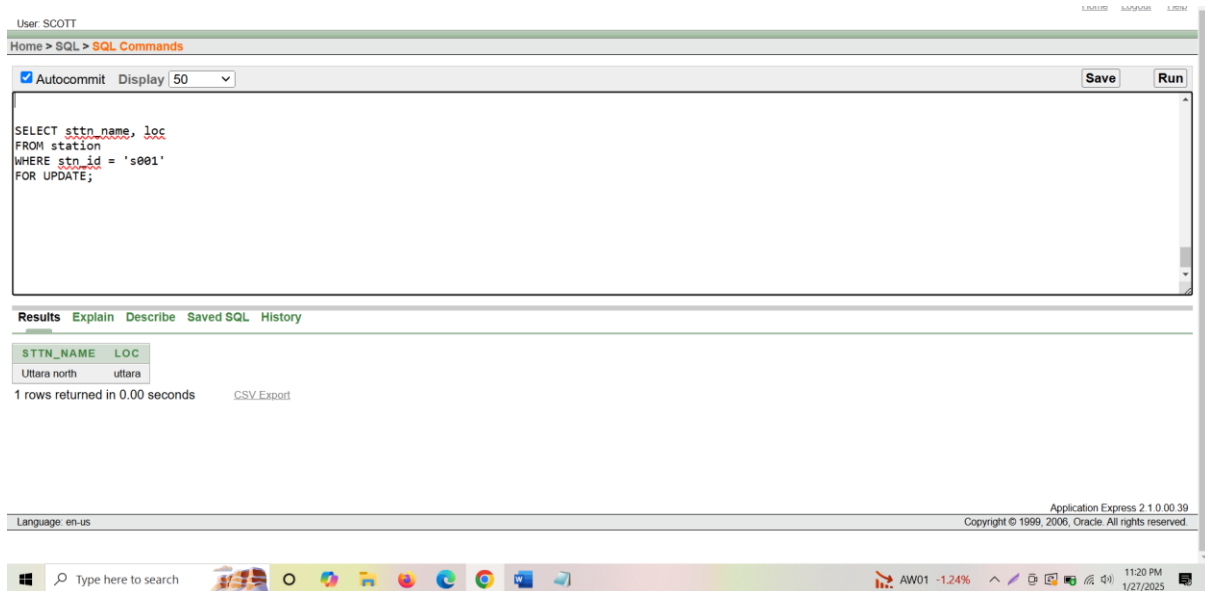 Home Logout Help
User: SCOTT
Home > SQL > SQL Commands
Autocommit Display 50 Save Run
SELECT sttn_name, loc
FROM station
WHERE stn_id = 's001'
FOR UPDATE;
Results Explain Describe Saved SQL History
STTN_NAME LOC
Uttara north uttara
1 rows returned in 0.00 seconds CSV Export
Application Express 2.1.0.00.39
Language: en-us Copyright © 1999, 2006, Oracle. All rights reserved.
Type here to search AW01 -1.24% 11:20 PM
1/27/2025